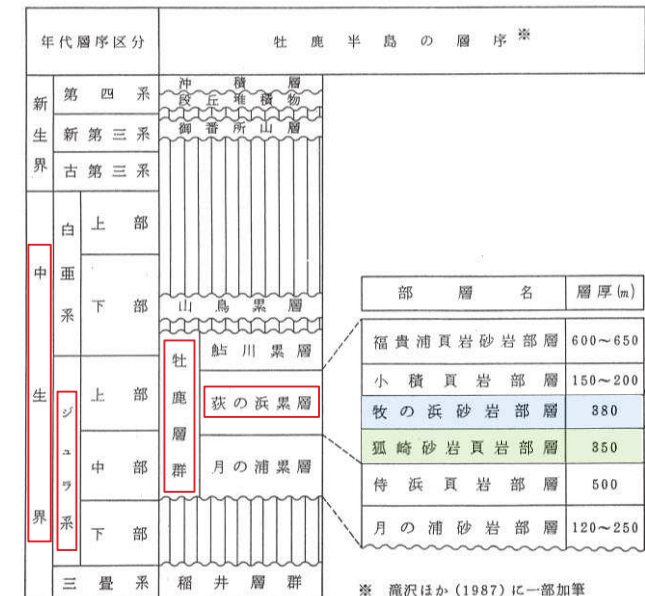 年代層序区分
牡鹿半島の層序※
新生界
第四系
沖積層
段丘堆積物
新第三系
御番所山層
古第三系
中生界
白亜系
上部
下部
山鳥累層
ジュラ系
上部
中部
下部
牡鹿層群
鮎川累層
荻の浜累層
月の浦累層
三畳系
稲井層群
部層名 層厚(m)
福貴浦頁岩砂岩部層 600~650
小積頁岩部層 150~200
牧の浜砂岩部層 380
狐崎砂岩頁岩部層 350
侍浜頁岩部層 500
月の浦砂岩部層 120~250
※ 滝沢ほか(1987)に一部加筆